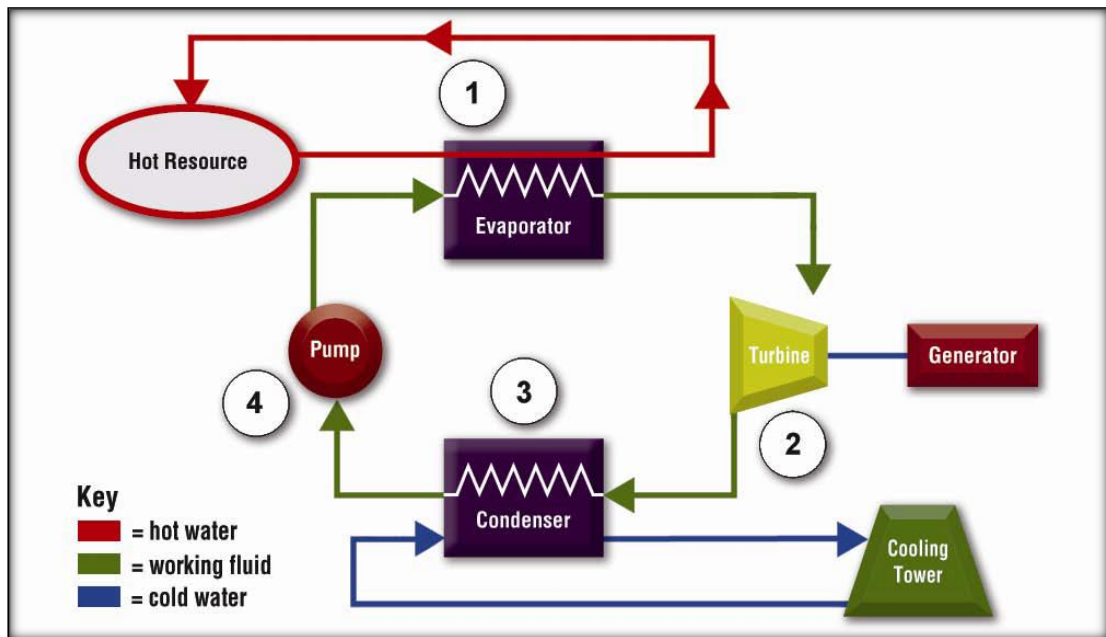 1
Hot Resource
Evaporator
Pump
Turbine
Generator
4
3
2
Condenser
Cooling
Tower
Key
= hot water
= working fluid
= cold water